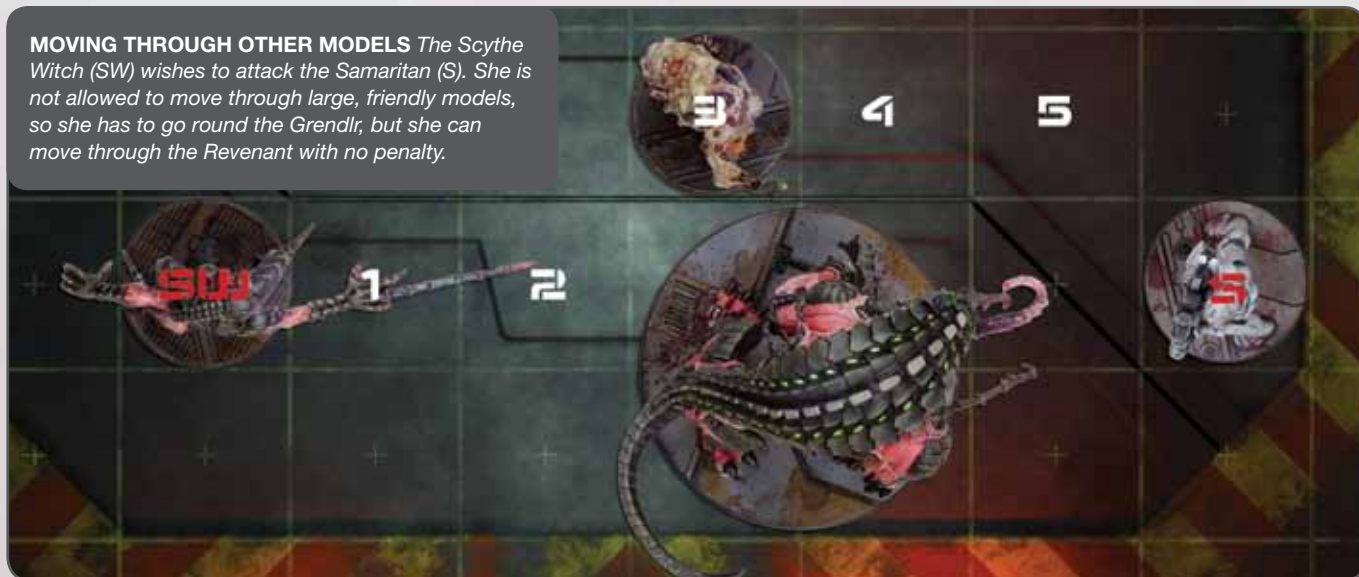 MOVING THROUGH OTHER MODELS The Scythe
Witch (SW) wishes to attack the Samaritan (S). She is
not allowed to move through large, friendly models,
so she has to go round the Grendlr, but she can
move through the Revenant with no penalty.
3 4 5
SW 1 2 S